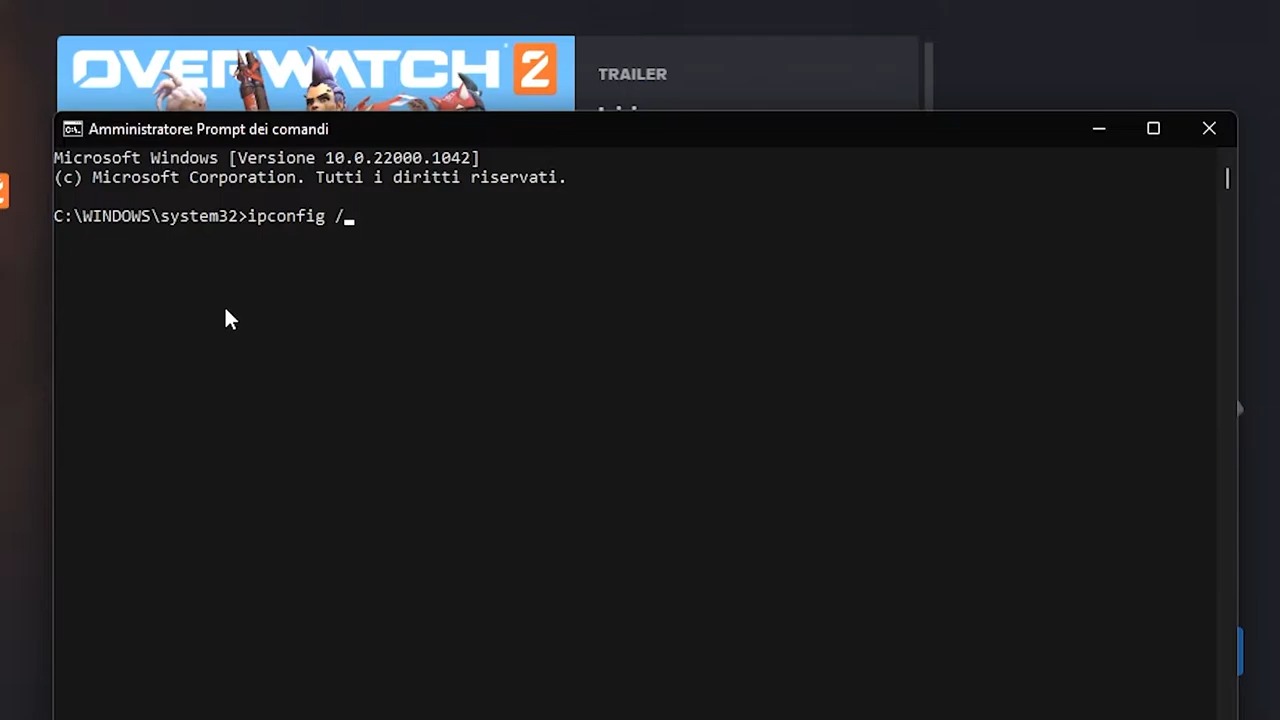 OVERWATCH 2
TRAILER
Amministratore: Prompt dei comandi
Microsoft Windows [Versione 10.0.22000.1042]
(c) Microsoft Corporation. Tutti i diritti riservati.
C:\WINDOWS\system32>ipconfig /